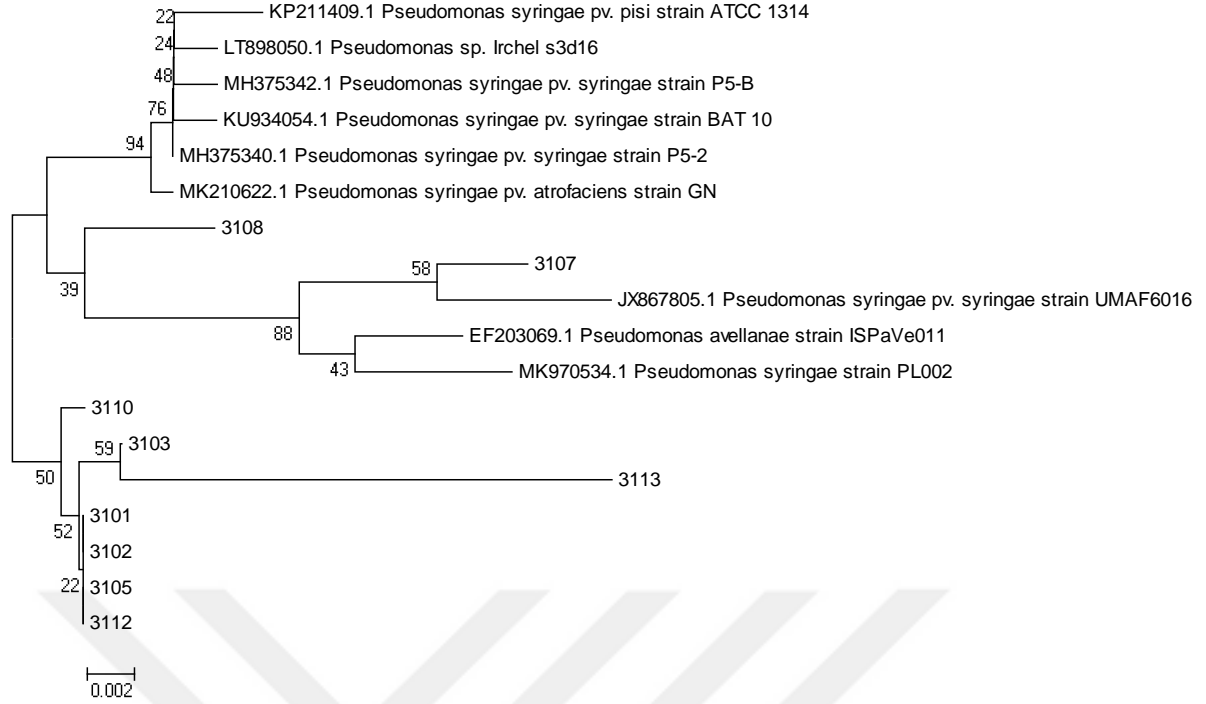 22
KP211409.1 Pseudomonas syringae pv. pisi strain ATCC 1314
24
LT898050.1 Pseudomonas sp. Irchel s3d16
48
MH375342.1 Pseudomonas syringae pv. syringae strain P5-B
76
KU934054.1 Pseudomonas syringae pv. syringae strain BAT 10
94
MH375340.1 Pseudomonas syringae pv. syringae strain P5-2
MK210622.1 Pseudomonas syringae pv. atrofaciens strain GN
3108
39
58
3107
JX867805.1 Pseudomonas syringae pv. syringae strain UMAF6016
88
EF203069.1 Pseudomonas avellanae strain ISPaVe011
43
MK970534.1 Pseudomonas syringae strain PL002
3110
59
3103
50
3113
3101
52
3102
22
3105
3112
0.002